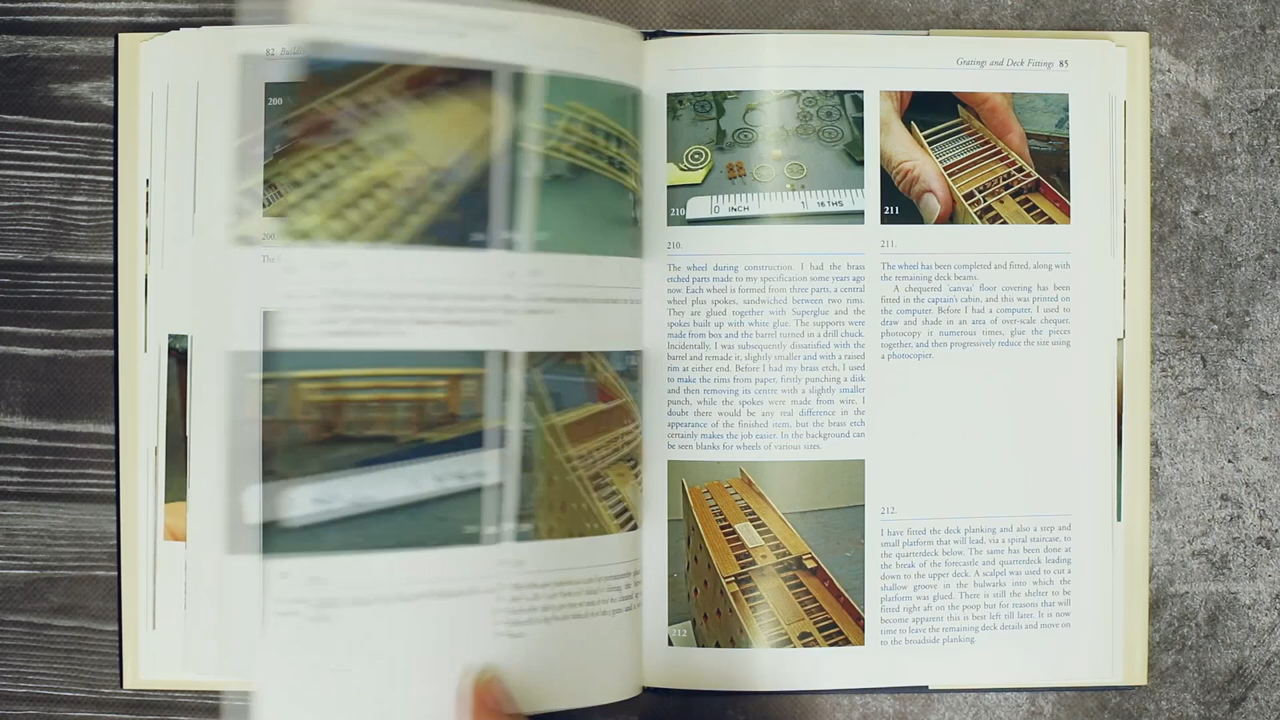 82 Buildi
200
200.
The
Gratings and Deck Fittings 85
0 INCH 1 16THS
210
211
210.
The wheel during construction. I had the brass
etched parts made to my specification some years ago
now. Each wheel is formed from three parts, a central
wheel plus spokes, sandwiched between two rims.
They are glued together with Superglue and the
spokes built up with white glue. The supports were
made from box and the barrel turned in a drill chuck.
Incidentally, I was subsequently dissatisfied with the
barrel and remade it, slightly smaller and with a raised
rim at either end. Before I had my brass etch, I used
to make the rims from paper, firstly punching a disk
and then removing its centre with a slightly smaller
punch, while the spokes were made from wire. I
doubt there would be any real difference in the
appearance of the finished item, but the brass etch
certainly makes the job easier. In the background can
be seen blanks for wheels of various sizes.
212
211.
The wheel has been completed and fitted, along with
the remaining deck beams.
A chequered 'canvas' floor covering has been
fitted in the captain's cabin, and this was printed on
the computer. Before I had a computer, I used to
draw and shade in an area of over-scale chequer,
photocopy it numerous times, glue the pieces
together, and then progressively reduce the size using
a photocopier.
212.
I have fitted the deck planking and also a step and
small platform that will lead, via a spiral staircase, to
the quarterdeck below. The same has been done at
the break of the forecastle and quarterdeck leading
down to the upper deck. A scalpel was used to cut a
shallow groove in the bulwarks into which the
platform was glued. There is still the shelter to be
fitted right aft on the poop but for reasons that will
become apparent this is best left till later. It is now
time to leave the remaining deck details and move on
to the broadside planking.